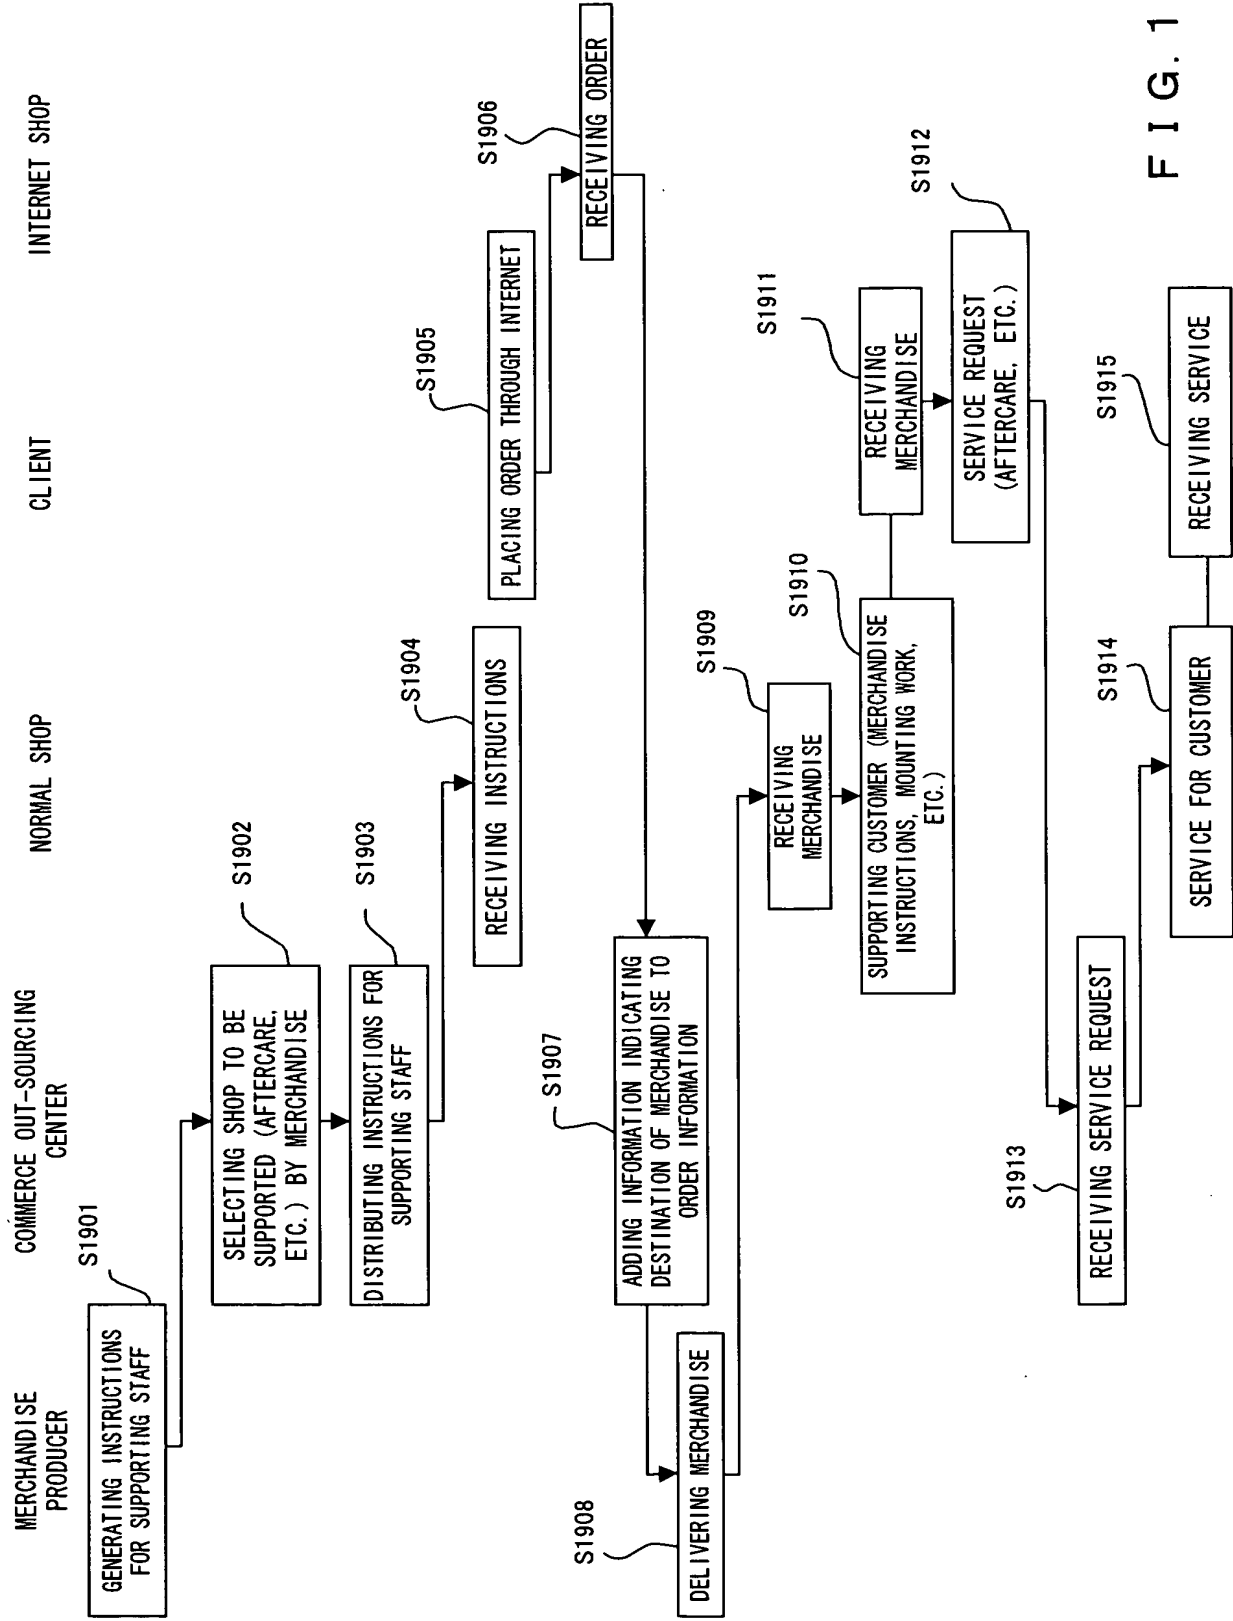 MERCHANDISE
PRODUCER
COMMERCE OUT-SOURCING
CENTER
NORMAL SHOP
CLIENT
INTERNET SHOP
S1901
GENERATING INSTRUCTIONS
FOR SUPPORTING STAFF
S1902
SELECTING SHOP TO BE
SUPPORTED (AFTERCARE,
ETC.) BY MERCHANDISE
S1903
DISTRIBUTING INSTRUCTIONS FOR
SUPPORTING STAFF
S1904
RECEIVING INSTRUCTIONS
S1905
PLACING ORDER THROUGH INTERNET
S1906
RECEIVING ORDER
S1907
ADDING INFORMATION INDICATING
DESTINATION OF MERCHANDISE TO
ORDER INFORMATION
S1908
DELIVERING MERCHANDISE
S1909
RECEIVING
MERCHANDISE
S1910
SUPPORTING CUSTOMER (MERCHANDISE
INSTRUCTIONS, MOUNTING WORK,
ETC.)
S1911
RECEIVING
MERCHANDISE
S1912
SERVICE REQUEST
(AFTERCARE, ETC.)
S1913
RECEIVING SERVICE REQUEST
S1914
SERVICE FOR CUSTOMER
S1915
RECEIVING SERVICE
FIG. 1